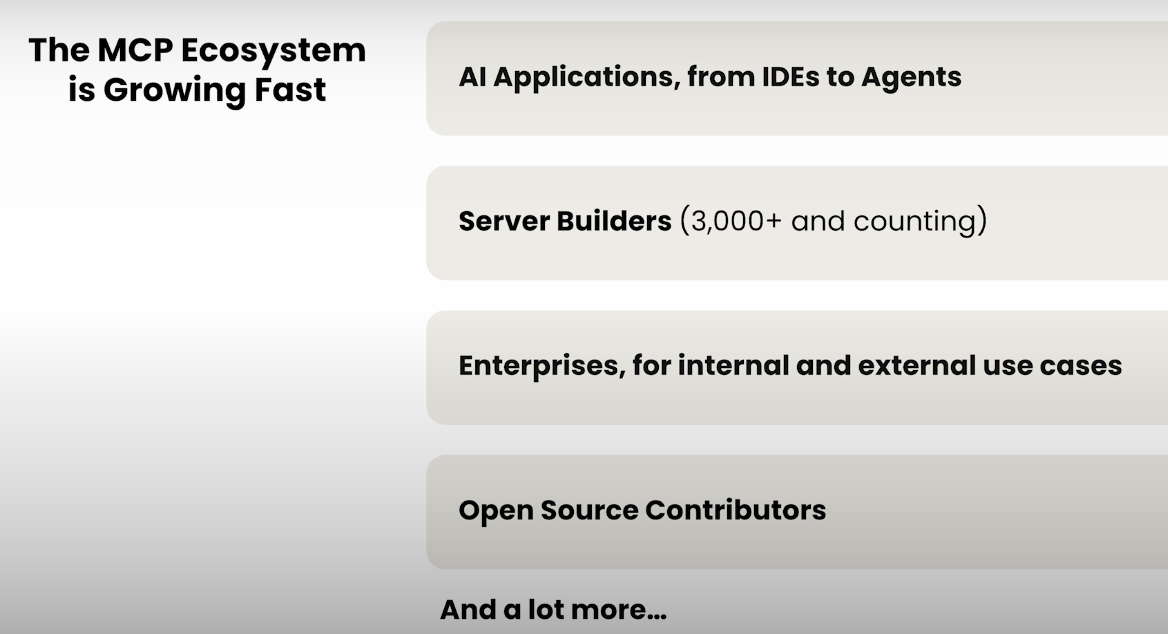 The MCP Ecosystem
is Growing Fast
AI Applications, from IDEs to Agents
Server Builders (3,000+ and counting)
Enterprises, for internal and external use cases
Open Source Contributors
And a lot more...